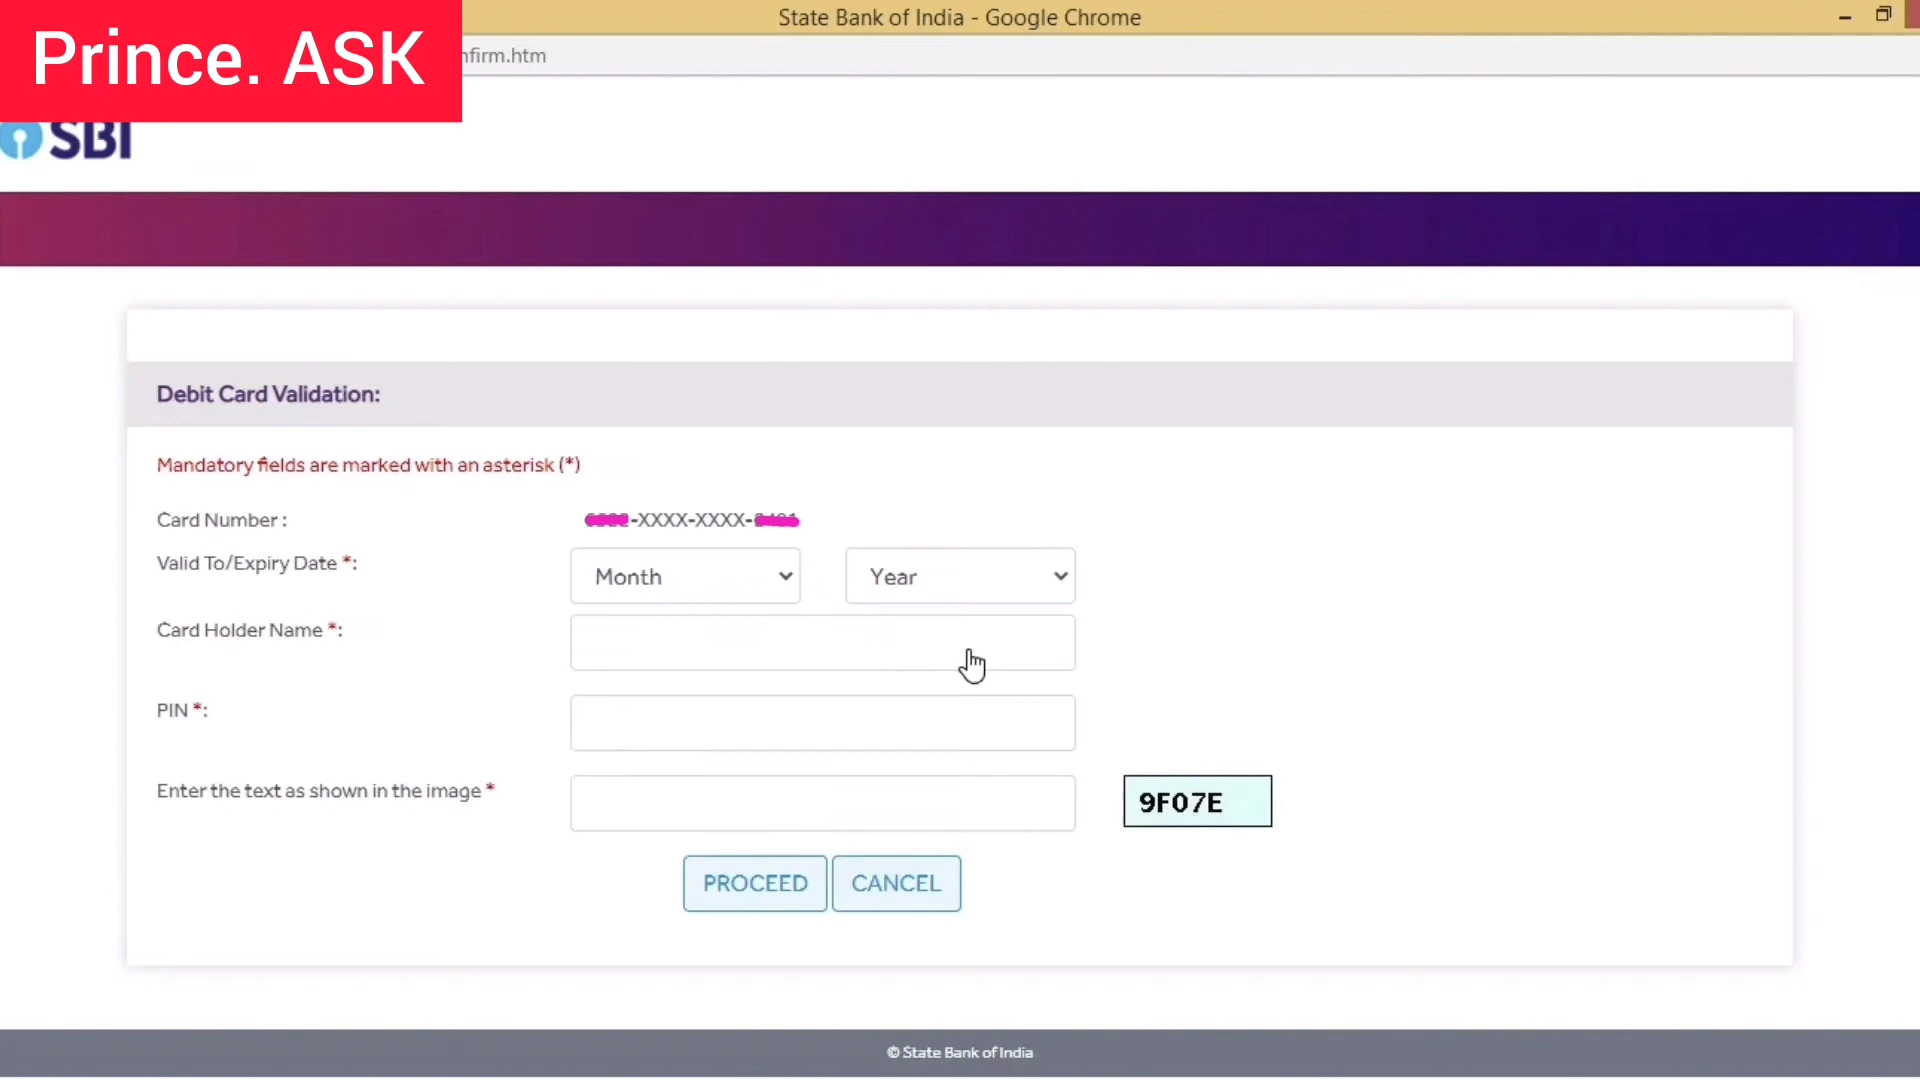 State Bank of India - Google Chrome
Prince. ASK
nfirm.htm
SBI
Debit Card Validation:
Mandatory fields are marked with an asterisk (*)
Card Number :
-XXXX-XXXX-
Valid To/Expiry Date *:
Month
Year
Card Holder Name *:
PIN *:
Enter the text as shown in the image *
9F07E
PROCEED
CANCEL
© State Bank of India